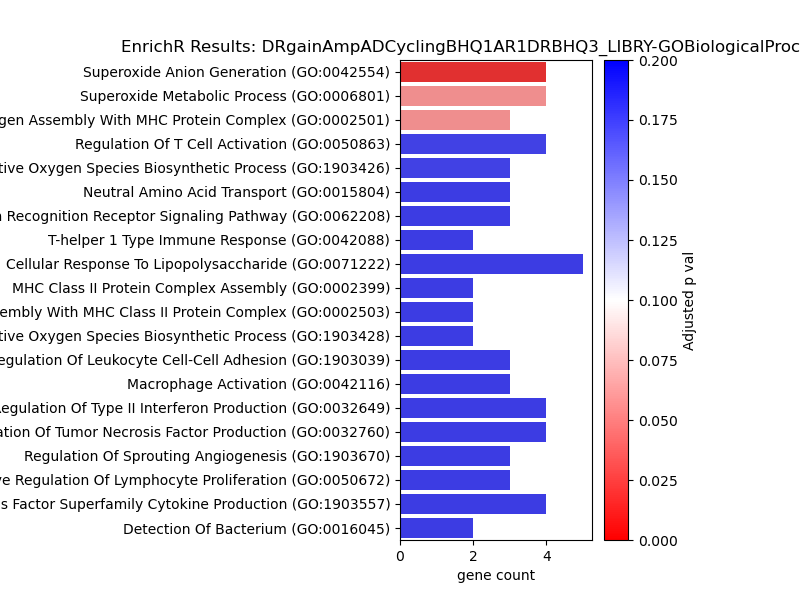 EnrichR Results: DRgainAmpADCyclingBHQ1AR1DRBHQ3_LIBRY-GOBiologicalProc
Superoxide Anion Generation (GO:0042554)
Superoxide Metabolic Process (GO:0006801)
gen Assembly With MHC Protein Complex (GO:0002501)
Regulation Of T Cell Activation (GO:0050863)
tive Oxygen Species Biosynthetic Process (GO:1903426)
Neutral Amino Acid Transport (GO:0015804)
n Recognition Receptor Signaling Pathway (GO:0062208)
T-helper 1 Type Immune Response (GO:0042088)
Cellular Response To Lipopolysaccharide (GO:0071222)
MHC Class II Protein Complex Assembly (GO:0002399)
embly With MHC Class II Protein Complex (GO:0002503)
tive Oxygen Species Biosynthetic Process (GO:1903428)
egulation Of Leukocyte Cell-Cell Adhesion (GO:1903039)
Macrophage Activation (GO:0042116)
Regulation Of Type II Interferon Production (GO:0032649)
ation Of Tumor Necrosis Factor Production (GO:0032760)
Regulation Of Sprouting Angiogenesis (GO:1903670)
ve Regulation Of Lymphocyte Proliferation (GO:0050672)
s Factor Superfamily Cytokine Production (GO:1903557)
Detection Of Bacterium (GO:0016045)
0 2 4
gene count
0.200
0.175
0.150
0.125
0.100
0.075
0.050
0.025
0.000
Adjusted p val